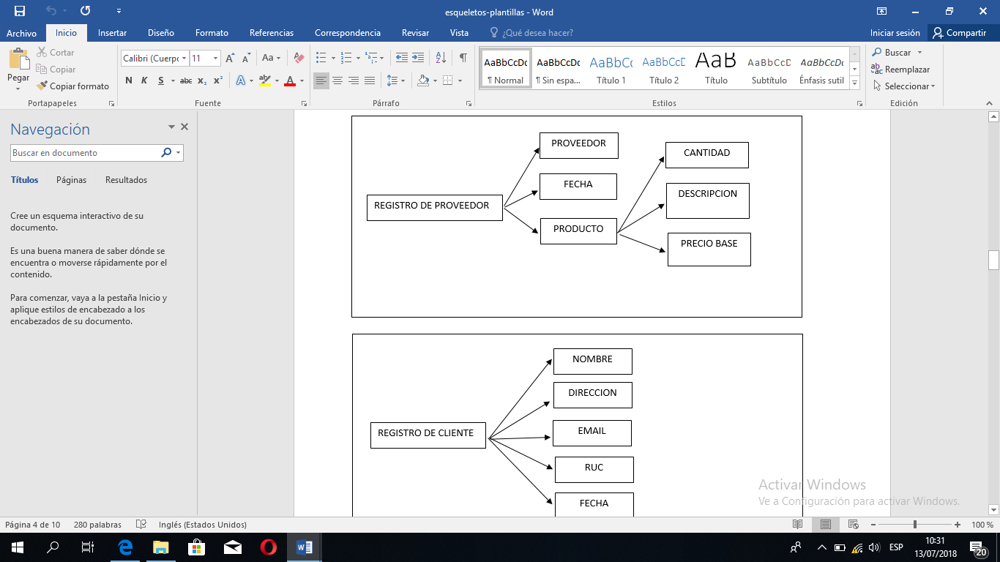 esqueletos-plantillas - Word
Archivo Inicio Insertar Diseño Formato Referencias Correspondencia Revisar Vista ¿Qué desea hacer? Iniciar sesión Compartir
Pegar
Cortar
Copiar
Copiar formato
Portapapeles
Calibri (Cuerpo 11
N K S abc x₂ x²
Fuente
Párrafo
AaBbCcDc AaBbCcDc AaBbCc AaBbCcD AaB AaBbCcD AaBbCcDc
¶ Normal ¶ Sin espa... Título 1 Título 2 Título Subtítulo Énfasis sutil
Estilos
Buscar
Reemplazar
Seleccionar
Edición
Navegación
Buscar en documento
Títulos Páginas Resultados
Cree un esquema interactivo de su
documento.
Es una buena manera de saber dónde se
encuentra o moverse rápidamente por el
contenido.
Para comenzar, vaya a la pestaña Inicio y
aplique estilos de encabezado a los
encabezados de su documento.
REGISTRO DE PROVEEDOR
PROVEEDOR
FECHA
PRODUCTO
CANTIDAD
DESCRIPCION
PRECIO BASE
REGISTRO DE CLIENTE
NOMBRE
DIRECCION
EMAIL
RUC
FECHA
Activar Windows
Ve a Configuración para activar Windows.
Página 4 de 10 280 palabras Inglés (Estados Unidos) 100 %
ESP
10:31
13/07/2018
20